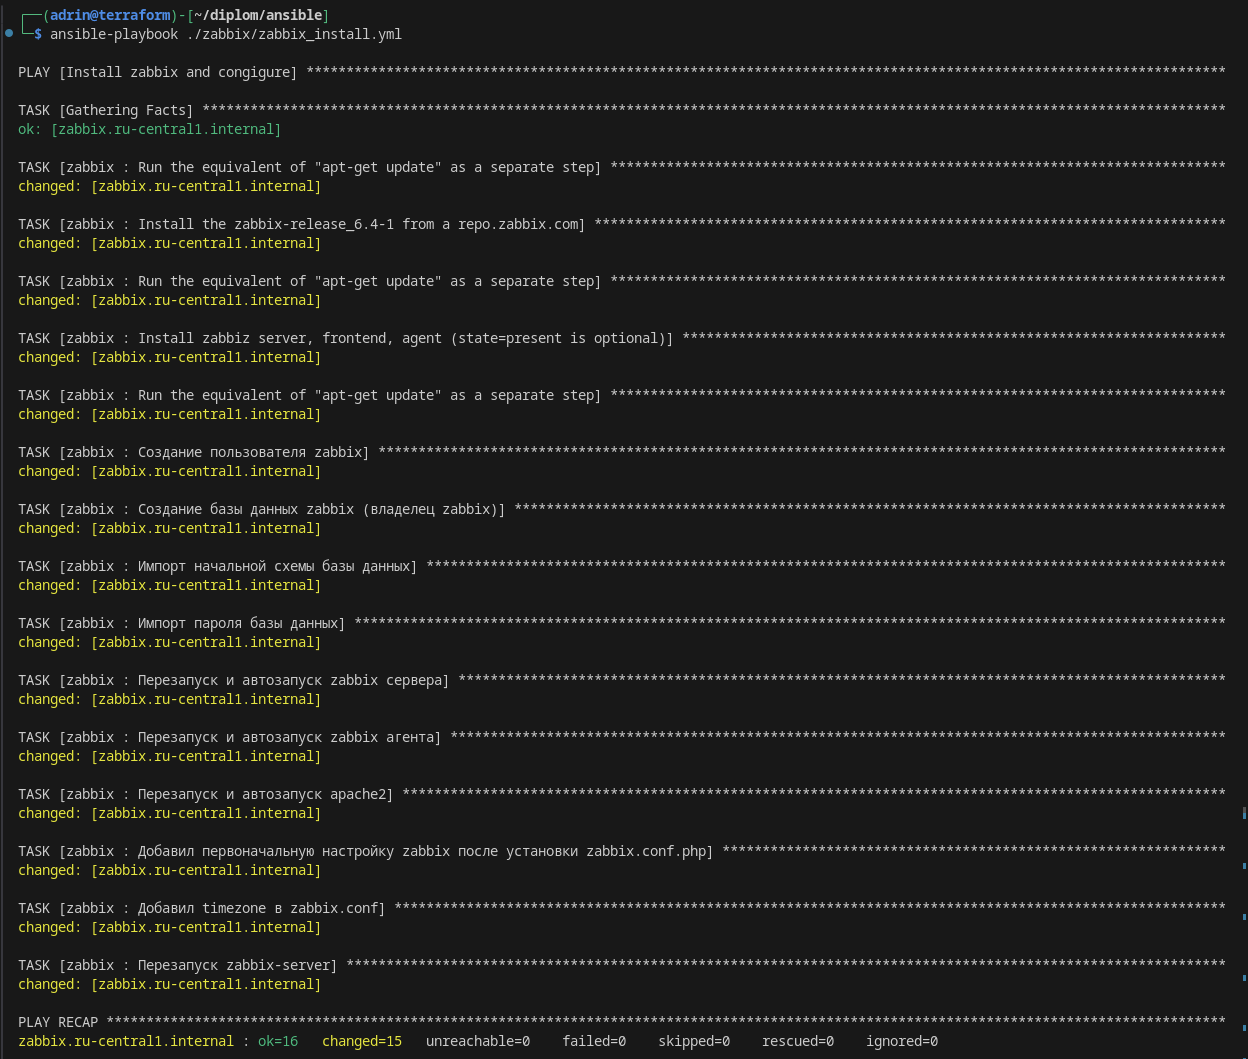 (adrin@terraform)-[~/diplom/ansible]
$ ansible-playbook ./zabbix/zabbix_install.yml
PLAY [Install zabbix and congigure] *******************************************************************************************************************
TASK [Gathering Facts] ********************************************************************************************************************************
ok: [zabbix.ru-central1.internal]
TASK [zabbix : Run the equivalent of "apt-get update" as a separate step] *****************************************************************************
changed: [zabbix.ru-central1.internal]
TASK [zabbix : Install the zabbix-release_6.4-1 from a repo.zabbix.com] *******************************************************************************
changed: [zabbix.ru-central1.internal]
TASK [zabbix : Run the equivalent of "apt-get update" as a separate step] *****************************************************************************
changed: [zabbix.ru-central1.internal]
TASK [zabbix : Install zabbiz server, frontend, agent (state=present is optional)] ********************************************************************
changed: [zabbix.ru-central1.internal]
TASK [zabbix : Run the equivalent of "apt-get update" as a separate step] *****************************************************************************
changed: [zabbix.ru-central1.internal]
TASK [zabbix : Создание пользователя zabbix] **********************************************************************************************************
changed: [zabbix.ru-central1.internal]
TASK [zabbix : Создание базы данных zabbix (владелец zabbix)] *****************************************************************************************
changed: [zabbix.ru-central1.internal]
TASK [zabbix : Импорт начальной схемы базы данных] ****************************************************************************************************
changed: [zabbix.ru-central1.internal]
TASK [zabbix : Импорт пароля базы данных] *************************************************************************************************************
changed: [zabbix.ru-central1.internal]
TASK [zabbix : Перезапуск и автозапуск zabbix сервера] ************************************************************************************************
changed: [zabbix.ru-central1.internal]
TASK [zabbix : Перезапуск и автозапуск zabbix агента] *************************************************************************************************
changed: [zabbix.ru-central1.internal]
TASK [zabbix : Перезапуск и автозапуск apache2] *******************************************************************************************************
changed: [zabbix.ru-central1.internal]
TASK [zabbix : Добавил первоначальную настройку zabbix после установки zabbix.conf.php] ***************************************************************
changed: [zabbix.ru-central1.internal]
TASK [zabbix : Добавил timezone в zabbix.conf] ********************************************************************************************************
changed: [zabbix.ru-central1.internal]
TASK [zabbix : Перезапуск zabbix-server] **************************************************************************************************************
changed: [zabbix.ru-central1.internal]
PLAY RECAP ********************************************************************************************************************************************
zabbix.ru-central1.internal : ok=16 changed=15 unreachable=0 failed=0 skipped=0 rescued=0 ignored=0